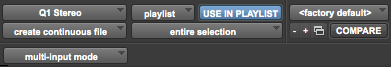 Q1 Stereo playlist USE IN PLAYLIST <factory default>
create continuous file entire selection - + COMPARE
multi-input mode